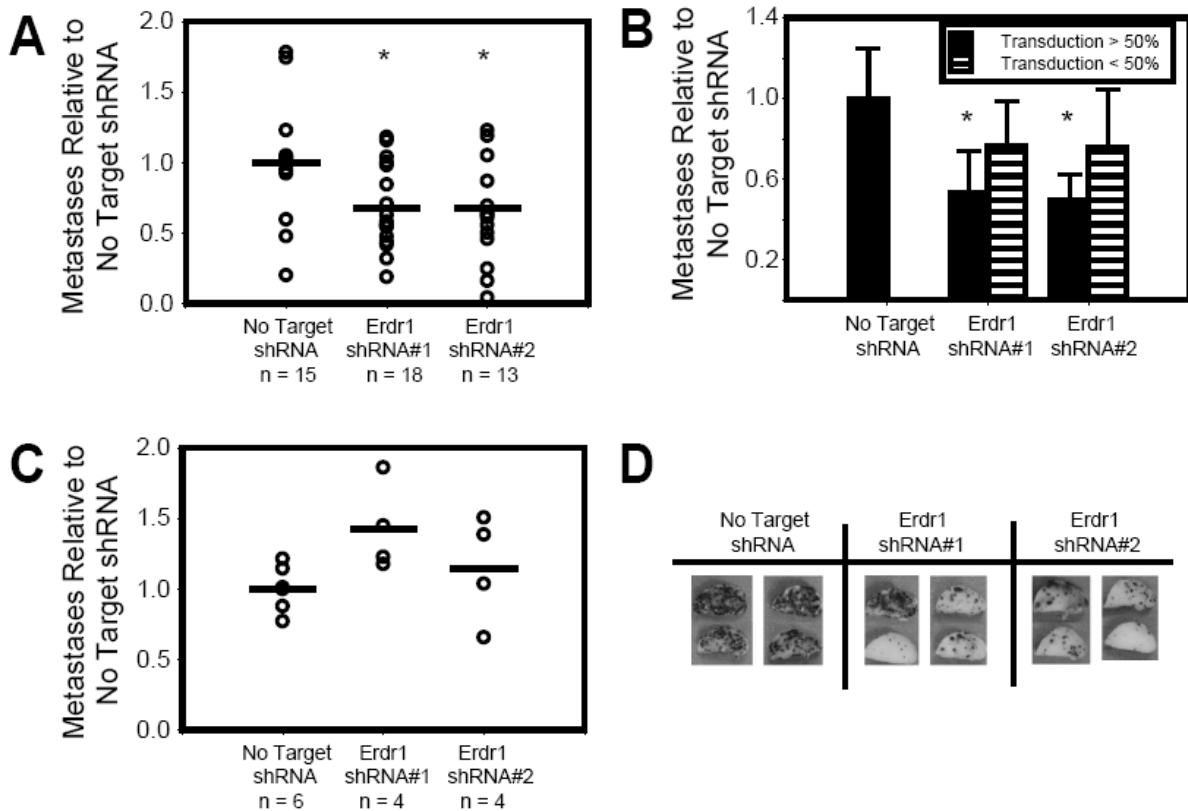 A
Metastases Relative to
No Target shRNA
2.0
1.5
1.0
0.5
0.0
*
*
No Target
shRNA
n = 15
Erdr1
shRNA#1
n = 18
Erdr1
shRNA#2
n = 13
B
Metastases Relative to
No Target shRNA
1.4
1.0
0.6
0.2
Transduction > 50%
Transduction < 50%
*
*
No Target
shRNA
Erdr1
shRNA#1
Erdr1
shRNA#2
C
Metastases Relative to
No Target shRNA
2.0
1.5
1.0
0.5
0.0
No Target
shRNA
n = 6
Erdr1
shRNA#1
n = 4
Erdr1
shRNA#2
n = 4
D
No Target
shRNA
Erdr1
shRNA#1
Erdr1
shRNA#2